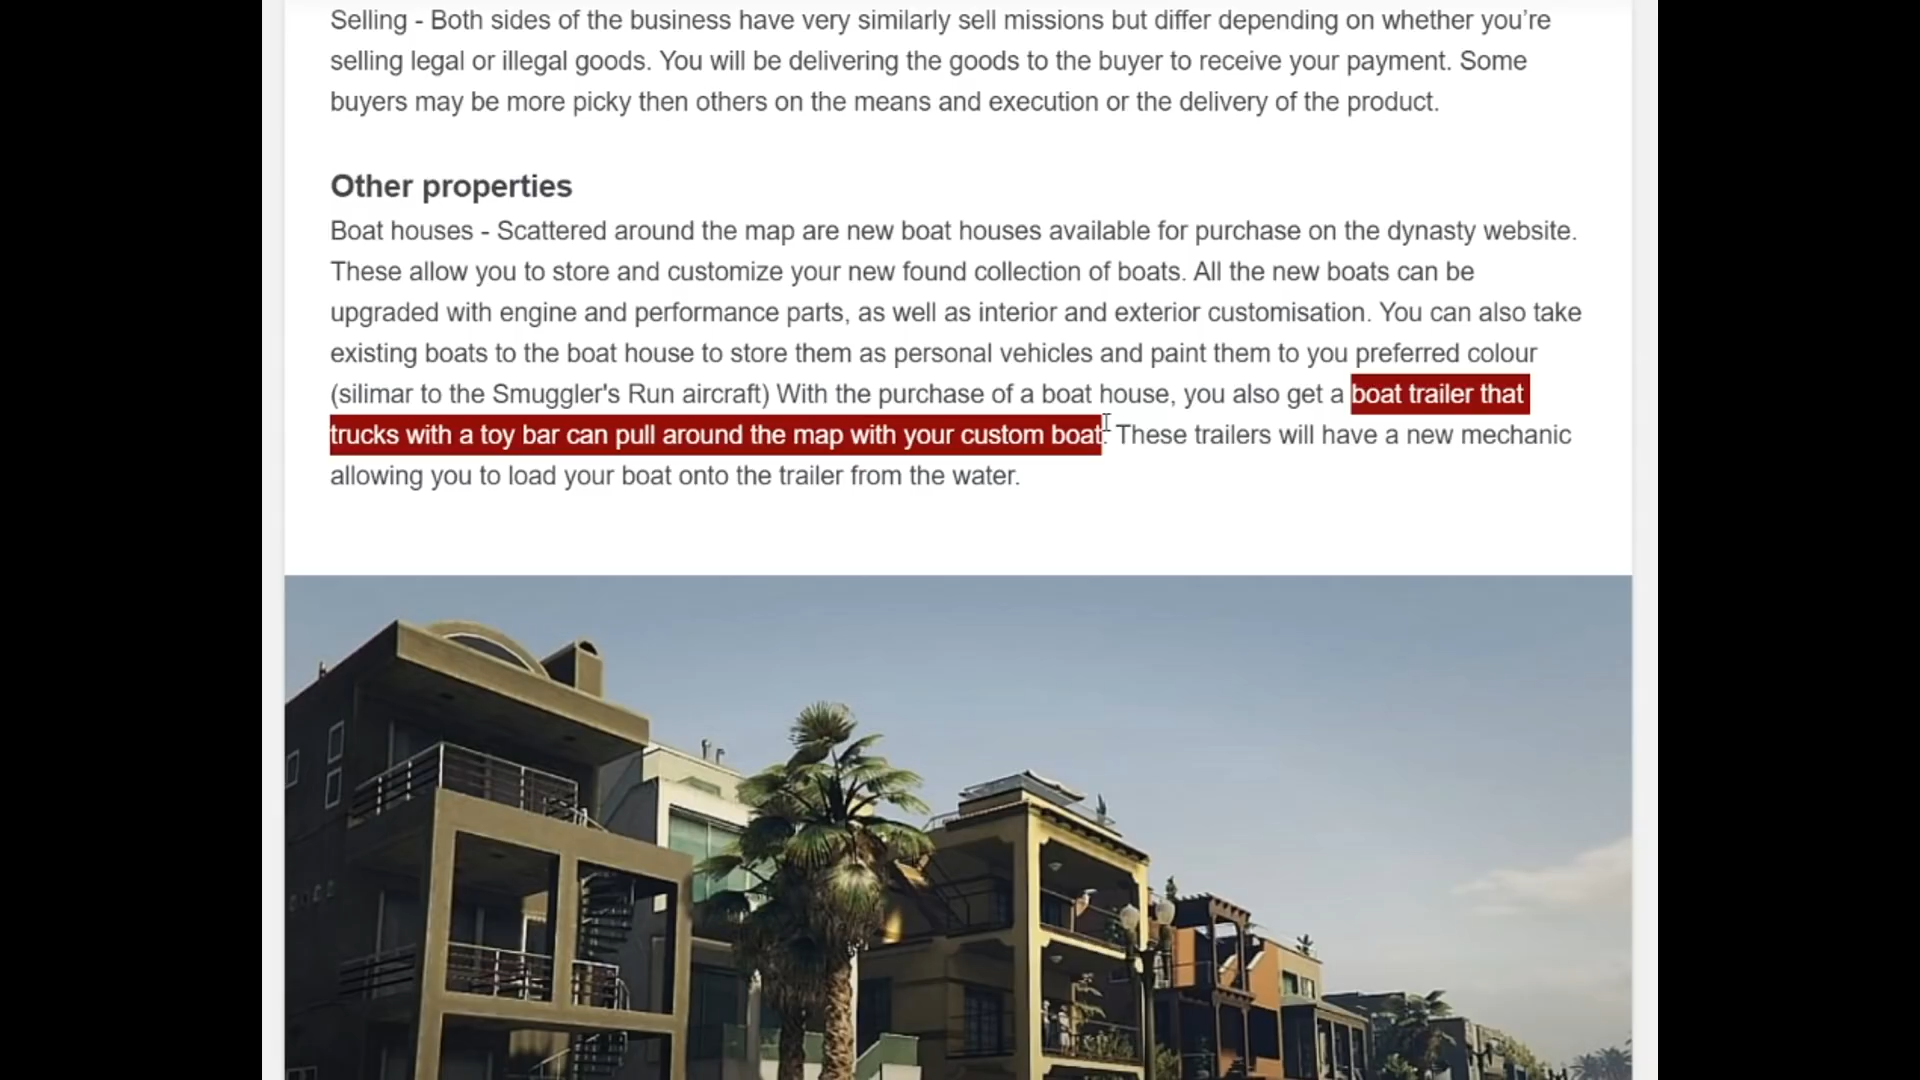 Selling - Both sides of the business have very similarly sell missions but differ depending on whether you’re
selling legal or illegal goods. You will be delivering the goods to the buyer to receive your payment. Some
buyers may be more picky then others on the means and execution or the delivery of the product.
Other properties
Boat houses - Scattered around the map are new boat houses available for purchase on the dynasty website.
These allow you to store and customize your new found collection of boats. All the new boats can be
upgraded with engine and performance parts, as well as interior and exterior customisation. You can also take
existing boats to the boat house to store them as personal vehicles and paint them to you preferred colour
(silimar to the Smuggler's Run aircraft) With the purchase of a boat house, you also get a boat trailer that
trucks with a toy bar can pull around the map with your custom boat. These trailers will have a new mechanic
allowing you to load your boat onto the trailer from the water.